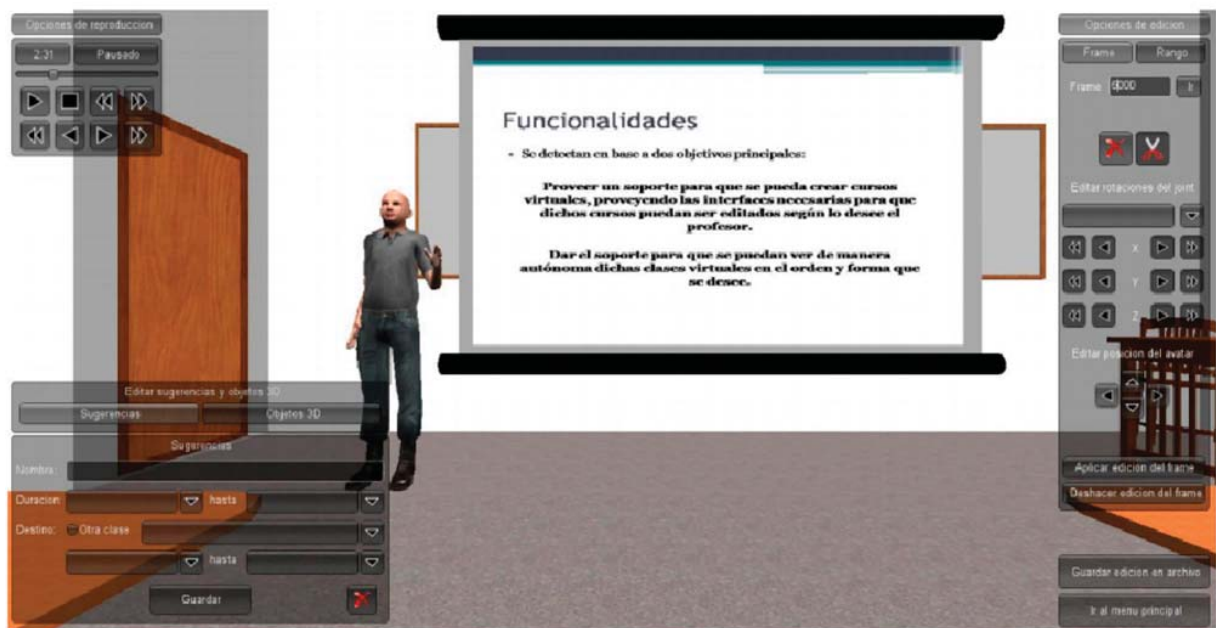 Opciones de reproduccion
2:31 Pausado
Opciones de edicion
Frame Rango
Frame 6000 Ir
Editar rotaciones del joint
X
Y
Z
Editar posicion del avatar
Aplicar edicion del frame
Deshacer edicion del frame
Guardar edicion en archivo
Ir al menu principal
Funcionalidades
- Se detectan en base a dos objetivos principales:
Proveer un soporte para que se pueda crear cursos
virtuales, proveyendo las interfaces necesarias para que
dichos cursos puedan ser editados según lo desee el
profesor.
Dar el soporte para que se puedan ver de manera
autónoma dichas clases virtuales en el orden y forma que
se desee.
Editar sugerencias y objetos 3D
Sugerencias Objetos 3D
Sugerencias
Nombre:
Duracion: hasta
Destino: Otra clase
hasta
Guardar